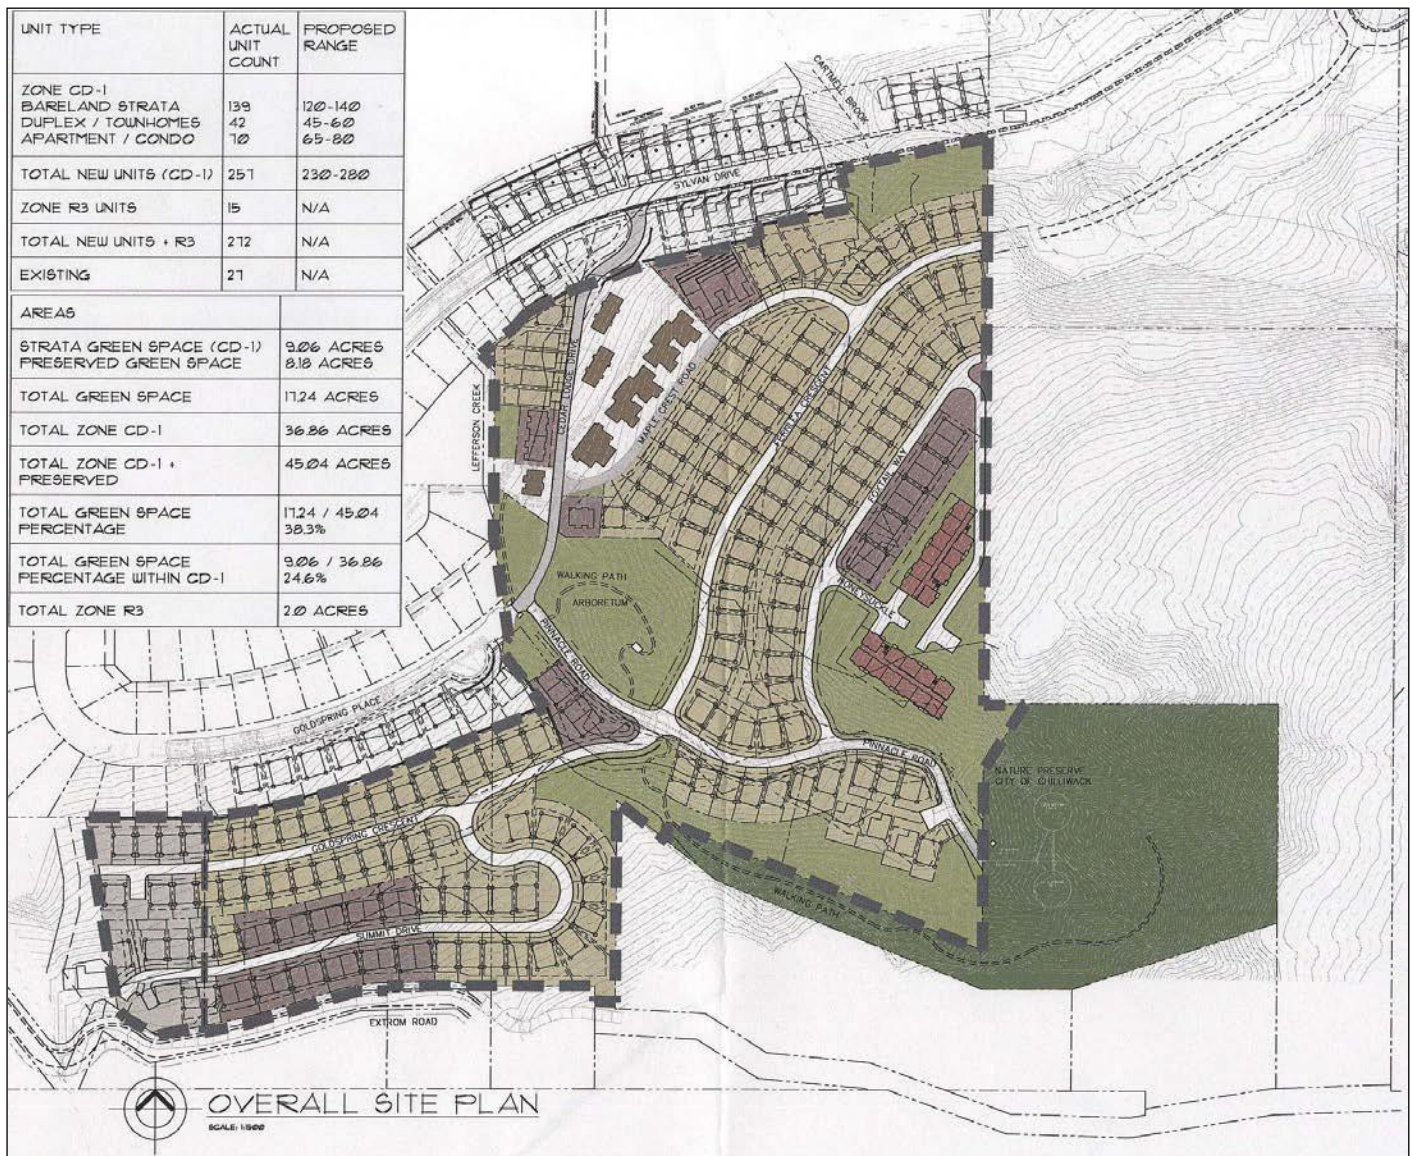 UNIT TYPE ACTUAL UNIT COUNT PROPOSED RANGE
ZONE CD-1
BARELAND STRATA 139 120-140
DUPLEX / TOWNHOMES 42 45-60
APARTMENT / CONDO 70 65-80
TOTAL NEW UNITS (CD-1) 257 230-280
ZONE R3 UNITS 15 N/A
TOTAL NEW UNITS + R3 272 N/A
EXISTING 27 N/A
AREAS
STRATA GREEN SPACE (CD-1) 9.06 ACRES
PRESERVED GREEN SPACE 8.18 ACRES
TOTAL GREEN SPACE 17.24 ACRES
TOTAL ZONE CD-1 36.86 ACRES
TOTAL ZONE CD-1 + 45.04 ACRES
PRESERVED
TOTAL GREEN SPACE 17.24 / 45.04
PERCENTAGE 38.3%
TOTAL GREEN SPACE 9.06 / 36.86
PERCENTAGE WITHIN CD-1 24.6%
TOTAL ZONE R3 2.0 ACRES
CARTMELL BROOK
SYLVAN DRIVE
CEDAR LODGE DRIVE
MAPLE CREST ROAD
LEFFERSON CREEK
FERNLEA CRESCENT
FOXTAIL WAY
HONEYSUCKLE
WALKING PATH
ARBORETUM
PINNACLE ROAD
GOLDSPRING PLACE
PINNACLE ROAD
NATURE PRESERVE
CITY OF CHILLIWACK
GOLDSPRING CRESCENT
WALKING PATH
SUMMIT DRIVE
EXTROM ROAD
OVERALL SITE PLAN
SCALE: 1:1500